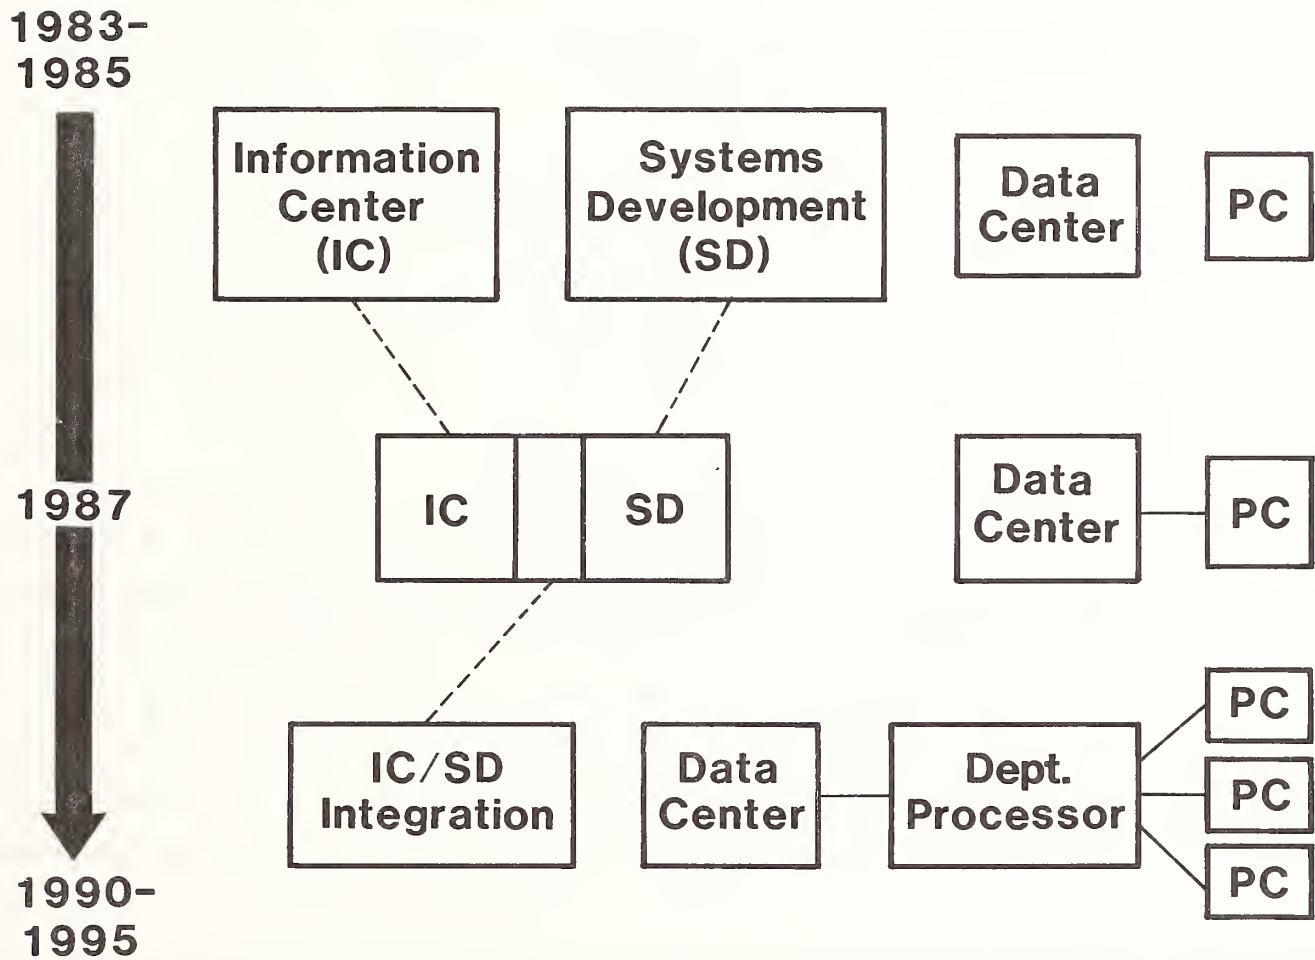 1983-
1985
Information
Center
(IC)
Systems
Development
(SD)
Data
Center
PC
1987
IC
SD
Data
Center
PC
IC/SD
Integration
Data
Center
Dept.
Processor
PC
PC
PC
1990-
1995